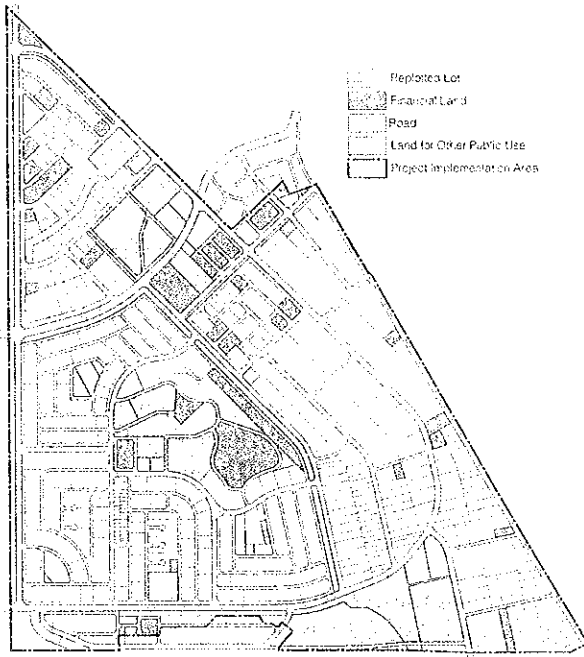 Replotted Lot
Financial Land
Road
Land for Other Public Use
Project Implementation Area